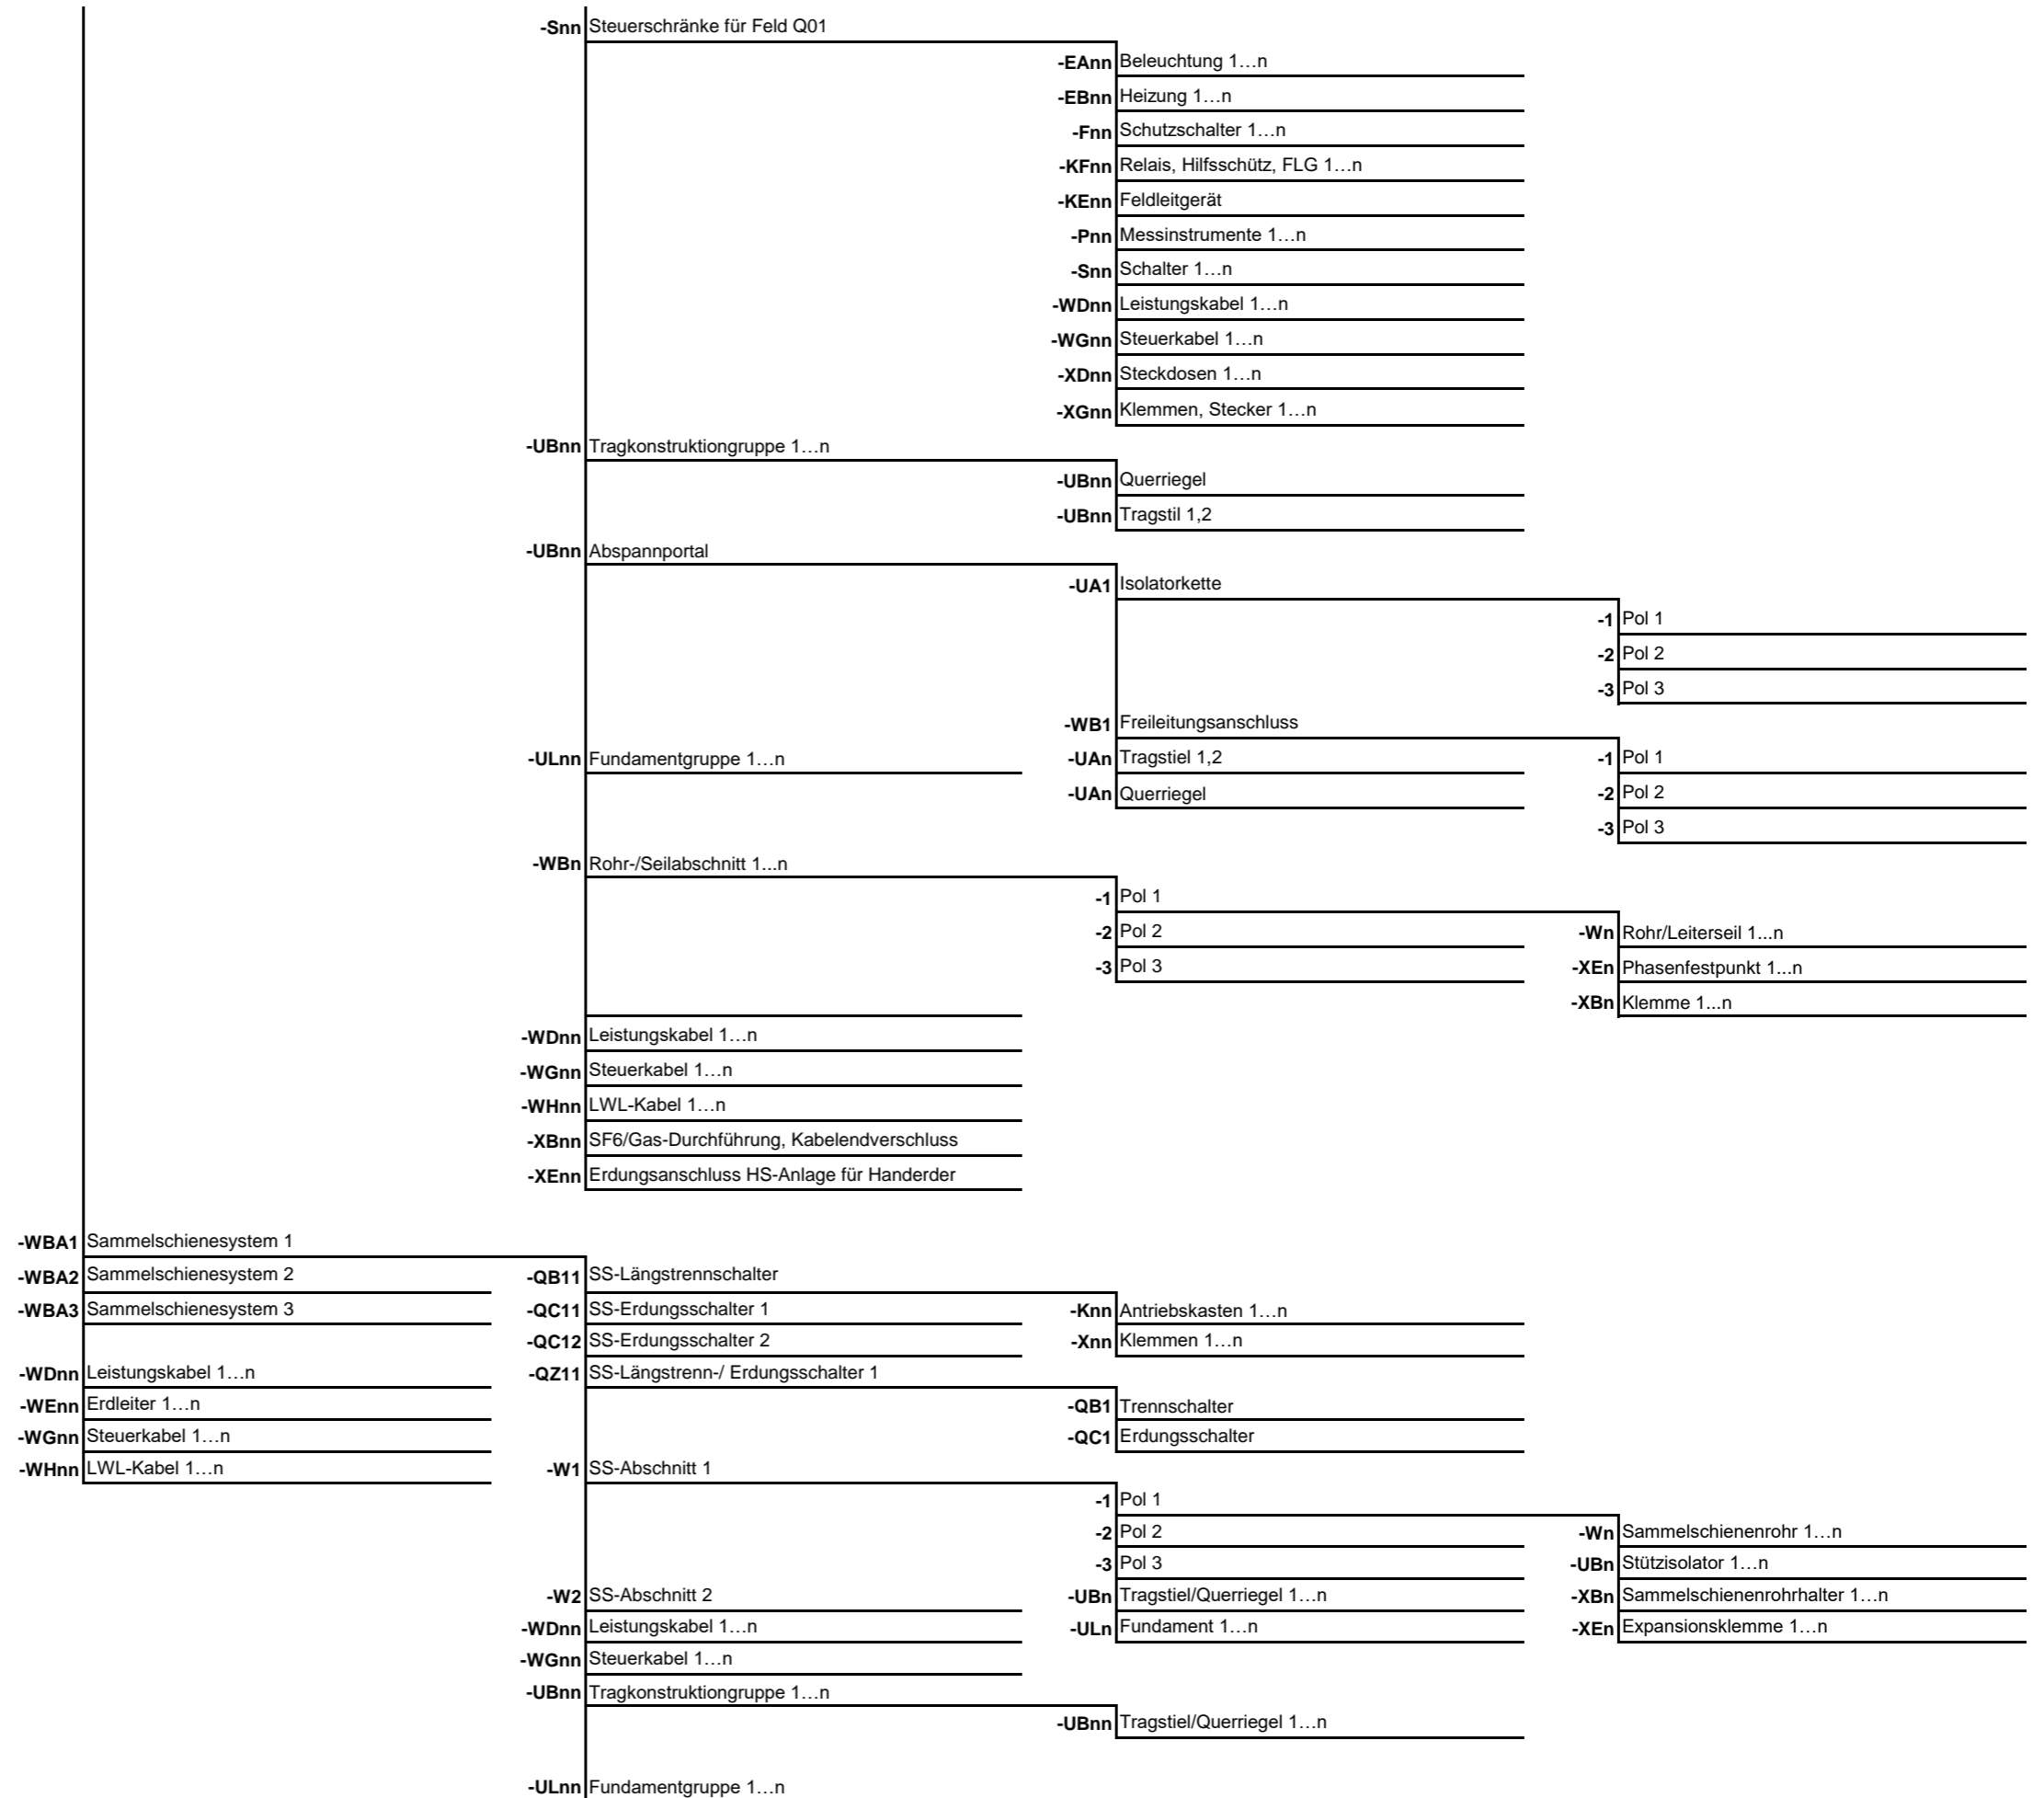 -Snn Steuerschränke für Feld Q01
-EAnn Beleuchtung 1…n
-EBnn Heizung 1…n
-Fnn Schutzschalter 1…n
-KFnn Relais, Hilfsschütz, FLG 1…n
-KEnn Feldleitgerät
-Pnn Messinstrumente 1…n
-Snn Schalter 1…n
-WDnn Leistungskabel 1…n
-WGnn Steuerkabel 1…n
-XDnn Steckdosen 1…n
-XGnn Klemmen, Stecker 1…n
-UBnn Tragkonstruktiongruppe 1…n
-UBnn Querriegel
-UBnn Tragstil 1,2
-UBnn Abspannportal
-UA1 Isolatorkette
-1 Pol 1
-2 Pol 2
-3 Pol 3
-WB1 Freileitungsanschluss
-ULnn Fundamentgruppe 1…n -UAn Tragstiel 1,2 -1 Pol 1
-UAn Querriegel -2 Pol 2
-3 Pol 3
-WBn Rohr-/Seilabschnitt 1...n
-1 Pol 1
-2 Pol 2 -Wn Rohr/Leiterseil 1...n
-3 Pol 3 -XEn Phasenfestpunkt 1...n
-XBn Klemme 1...n
-WDnn Leistungskabel 1…n
-WGnn Steuerkabel 1…n
-WHnn LWL-Kabel 1…n
-XBnn SF6/Gas-Durchführung, Kabelendverschluss
-XEnn Erdungsanschluss HS-Anlage für Handerder
-WBA1 Sammelschienesystem 1
-WBA2 Sammelschienesystem 2 -QB11 SS-Längstrennschalter
-WBA3 Sammelschienesystem 3 -QC11 SS-Erdungsschalter 1 -Knn Antriebskasten 1…n
-QC12 SS-Erdungsschalter 2 -Xnn Klemmen 1…n
-WDnn Leistungskabel 1…n -QZ11 SS-Längstrenn-/ Erdungsschalter 1
-WEnn Erdleiter 1…n -QB1 Trennschalter
-WGnn Steuerkabel 1…n -QC1 Erdungsschalter
-WHnn LWL-Kabel 1…n -W1 SS-Abschnitt 1
-1 Pol 1
-2 Pol 2 -Wn Sammelschienenrohr 1…n
-3 Pol 3 -UBn Stützisolator 1…n
-W2 SS-Abschnitt 2 -UBn Tragstiel/Querriegel 1…n -XBn Sammelschienenrohrhalter 1…n
-WDnn Leistungskabel 1…n -ULn Fundament 1…n -XEn Expansionsklemme 1…n
-WGnn Steuerkabel 1…n
-UBnn Tragkonstruktiongruppe 1…n
-UBnn Tragstiel/Querriegel 1…n
-ULnn Fundamentgruppe 1…n